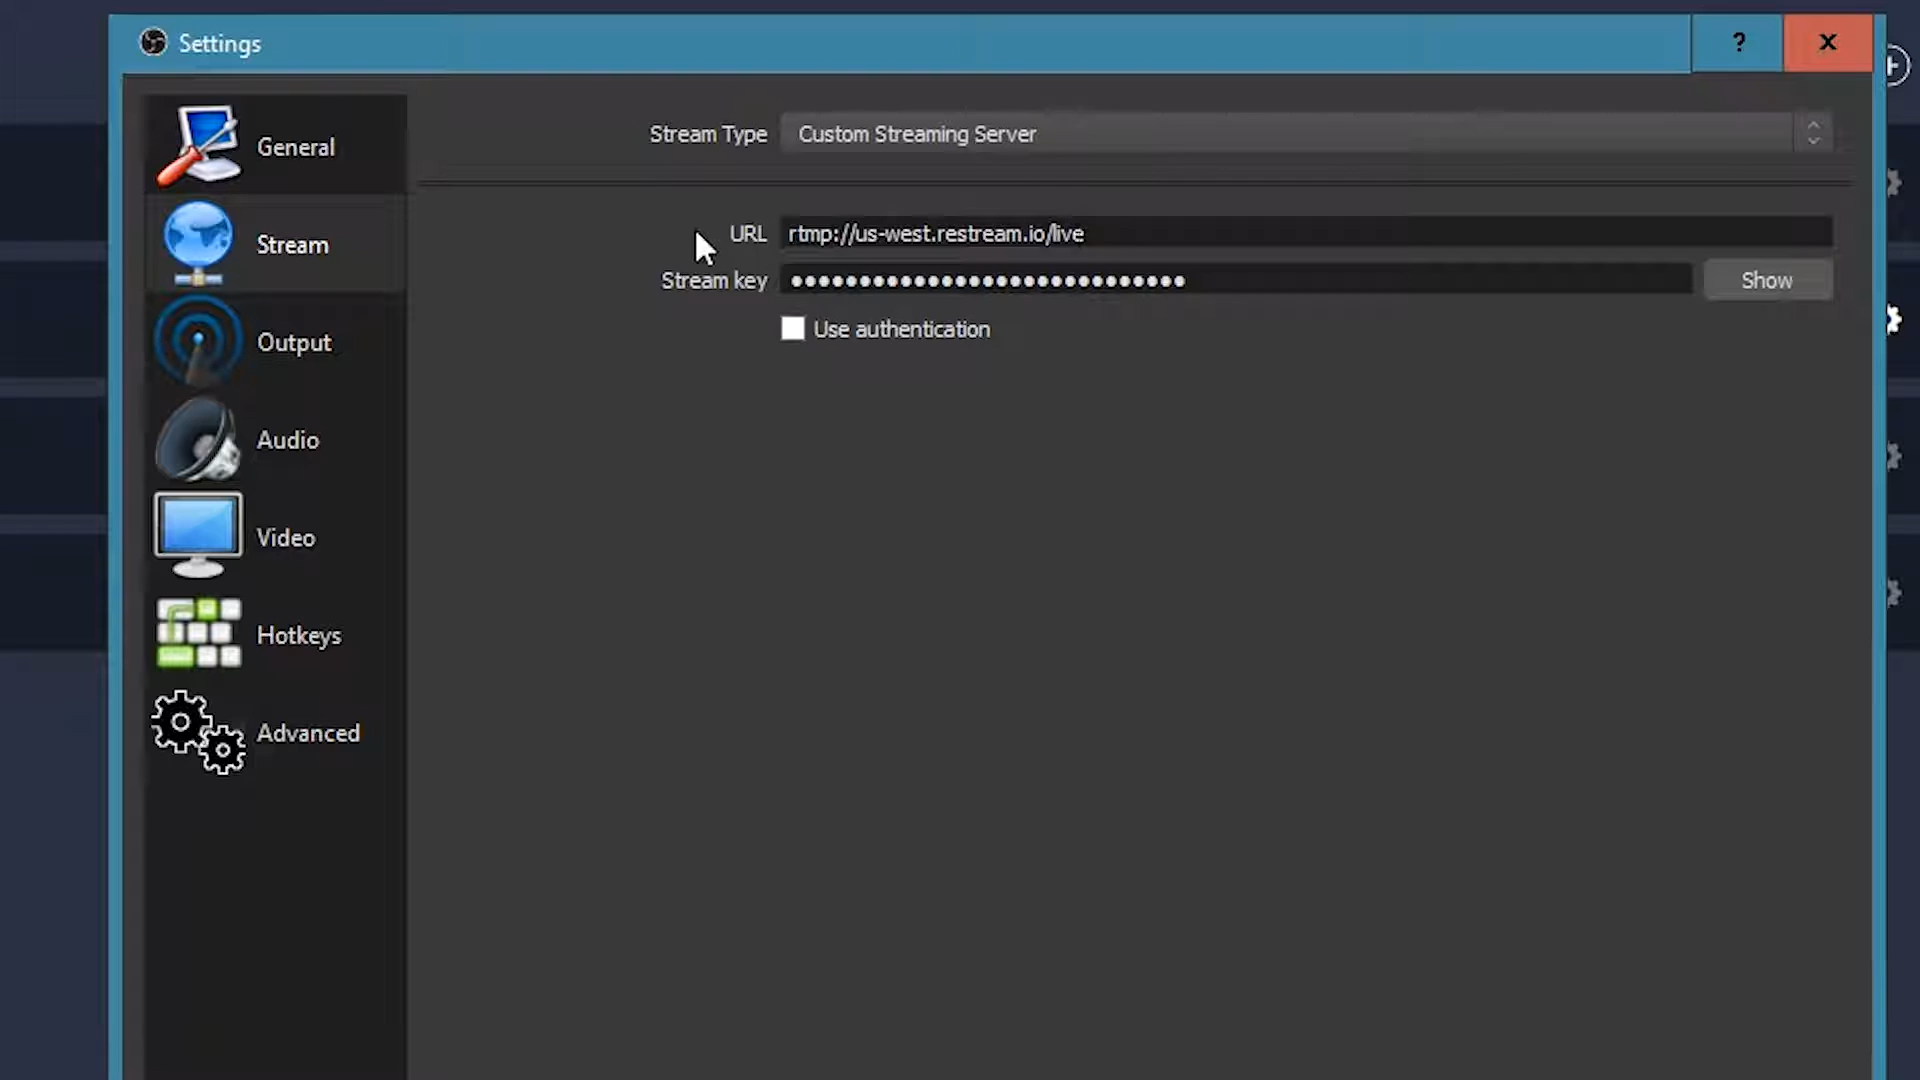 Settings
?
x
General
Stream
Output
Audio
Video
Hotkeys
Advanced
Stream Type Custom Streaming Server
URL rtmp://us-west.restream.io/live
Stream key ●●●●●●●●●●●●●●●●●●●●●●●●●●●●● Show
Use authentication